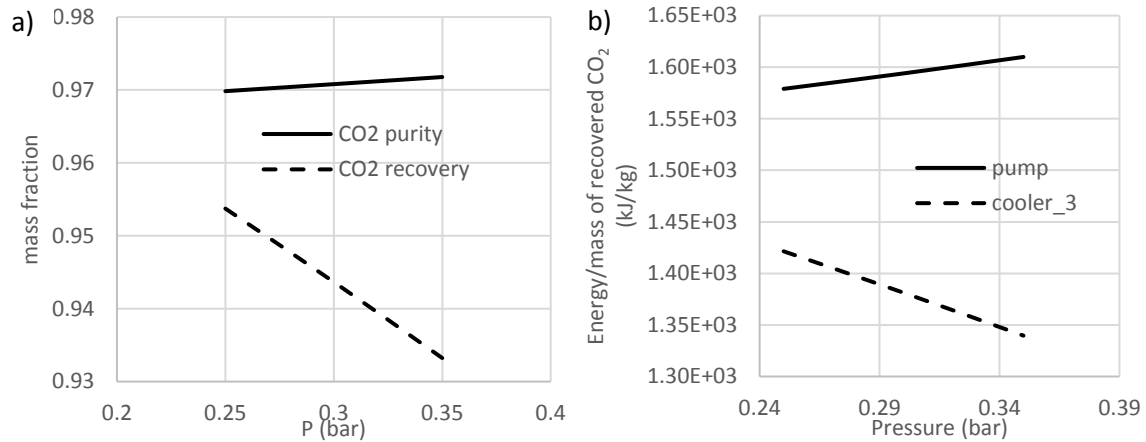 a)
0.98
0.97
0.96
0.95
0.94
0.93
mass fraction
CO2 purity
CO2 recovery
0.2
0.25
0.3
0.35
0.4
P (bar)
b)
1.65E+03
1.60E+03
1.55E+03
1.50E+03
1.45E+03
1.40E+03
1.35E+03
1.30E+03
Energy/mass of recovered CO₂
(kJ/kg)
pump
cooler_3
0.24
0.29
0.34
0.39
Pressure (bar)